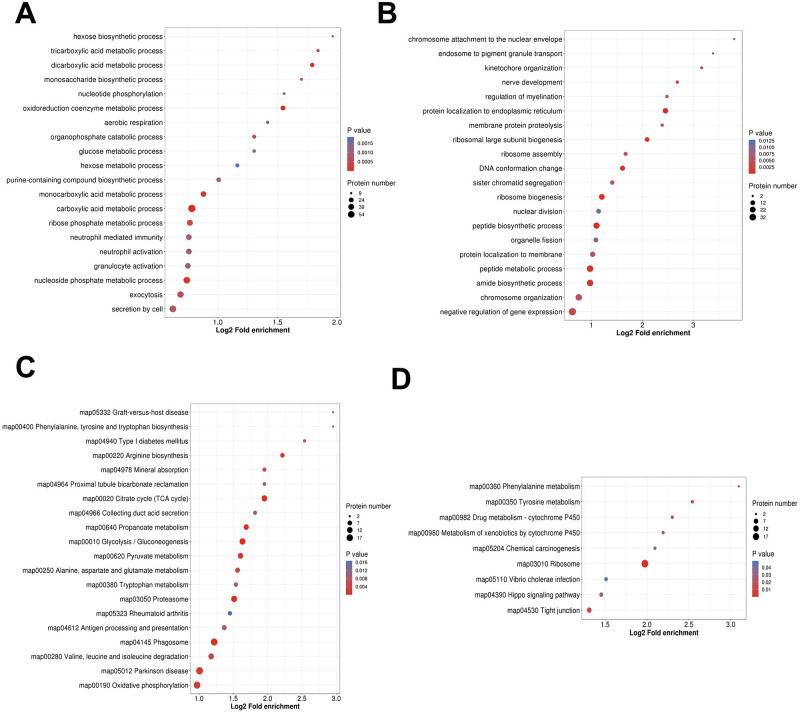 A
hexose biosynthetic process
tricarboxylic acid metabolic process
dicarboxylic acid metabolic process
monosaccharide biosynthetic process
nucleotide phosphorylation
oxidoreduction coenzyme metabolic process
aerobic respiration
organophosphate catabolic process
glucose metabolic process
hexose metabolic process
purine-containing compound biosynthetic process
monocarboxylic acid metabolic process
carboxylic acid metabolic process
ribose phosphate metabolic process
neutrophil mediated immunity
neutrophil activation
granulocyte activation
nucleoside phosphate metabolic process
exocytosis
secretion by cell
1.0 1.5 2.0
Log2 Fold enrichment
P value
0.0015
0.0010
0.0005
Protein number
9
24
39
54
B
chromosome attachment to the nuclear envelope
endosome to pigment granule transport
kinetochore organization
nerve development
regulation of myelination
protein localization to endoplasmic reticulum
membrane protein proteolysis
ribosomal large subunit biogenesis
ribosome assembly
DNA conformation change
sister chromatid segregation
ribosome biogenesis
nuclear division
peptide biosynthetic process
organelle fission
protein localization to membrane
peptide metabolic process
amide biosynthetic process
chromosome organization
negative regulation of gene expression
1 2 3
Log2 Fold enrichment
P value
0.0125
0.0100
0.0075
0.0050
0.0025
Protein number
2
12
22
32
C
map05332 Graft-versus-host disease
map00400 Phenylalanine, tyrosine and tryptophan biosynthesis
map04940 Type I diabetes mellitus
map00220 Arginine biosynthesis
map04978 Mineral absorption
map04964 Proximal tubule bicarbonate reclamation
map00020 Citrate cycle (TCA cycle)
map04966 Collecting duct acid secretion
map00640 Propanoate metabolism
map00010 Glycolysis / Gluconeogenesis
map00620 Pyruvate metabolism
map00250 Alanine, aspartate and glutamate metabolism
map00380 Tryptophan metabolism
map03050 Proteasome
map05323 Rheumatoid arthritis
map04612 Antigen processing and presentation
map04145 Phagosome
map00280 Valine, leucine and isoleucine degradation
map05012 Parkinson disease
map00190 Oxidative phosphorylation
1.0 1.5 2.0 2.5 3.0
Log2 Fold enrichment
Protein number
2
7
12
17
P value
0.016
0.012
0.008
0.004
D
map00360 Phenylalanine metabolism
map00350 Tyrosine metabolism
map00982 Drug metabolism - cytochrome P450
map00980 Metabolism of xenobiotics by cytochrome P450
map05204 Chemical carcinogenesis
map03010 Ribosome
map05110 Vibrio cholerae infection
map04390 Hippo signaling pathway
map04530 Tight junction
1.5 2.0 2.5 3.0
Log2 Fold enrichment
Protein number
2
7
12
17
P value
0.04
0.03
0.02
0.01